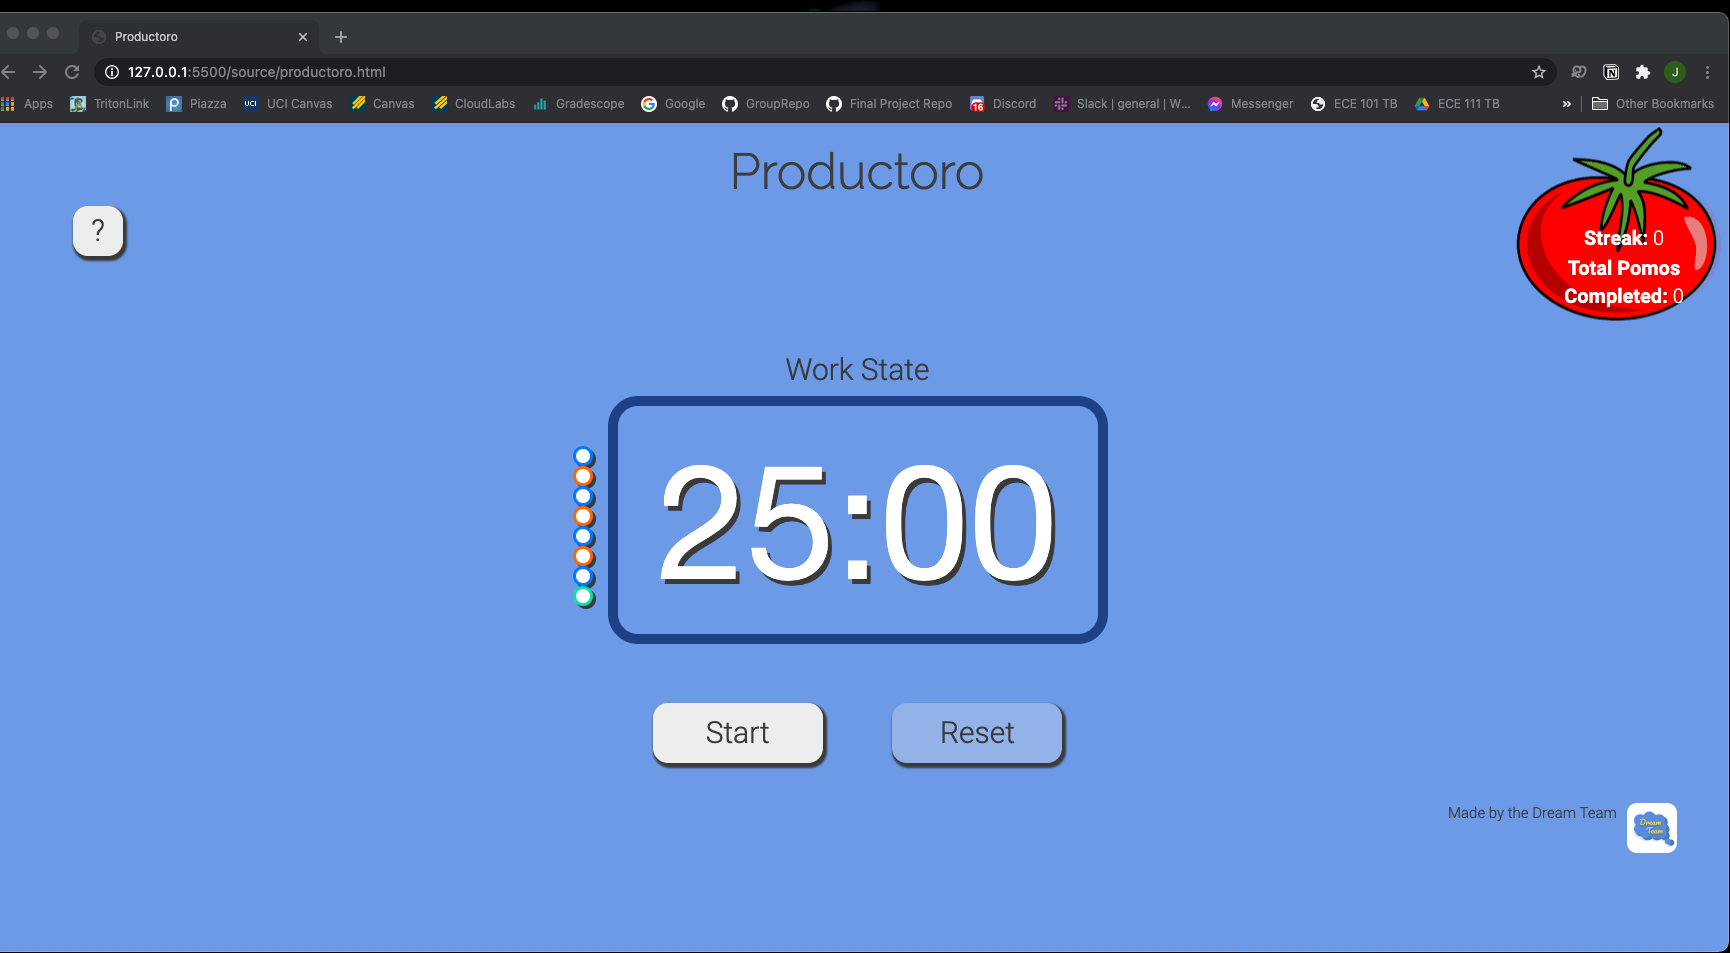 Productoro
127.0.0.1:5500/source/productoro.html
J
Apps TritonLink Piazza UCI UCI Canvas Canvas CloudLabs Gradescope Google GroupRepo Final Project Repo 16 Discord Slack | general | W... Messenger ECE 101 TB ECE 111 TB » Other Bookmarks
Productoro
?
Streak: 0
Total Pomos
Completed: 0
Work State
25:00
Start Reset
Made by the Dream Team
Dream
Team